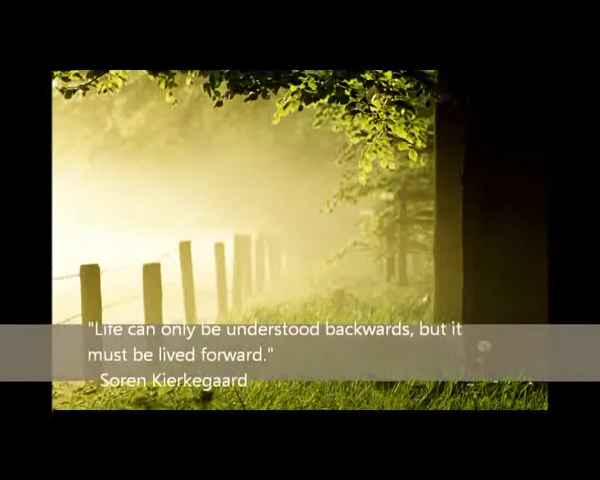 "Life can only be understood backwards, but it
must be lived forward."
- Soren Kierkegaard